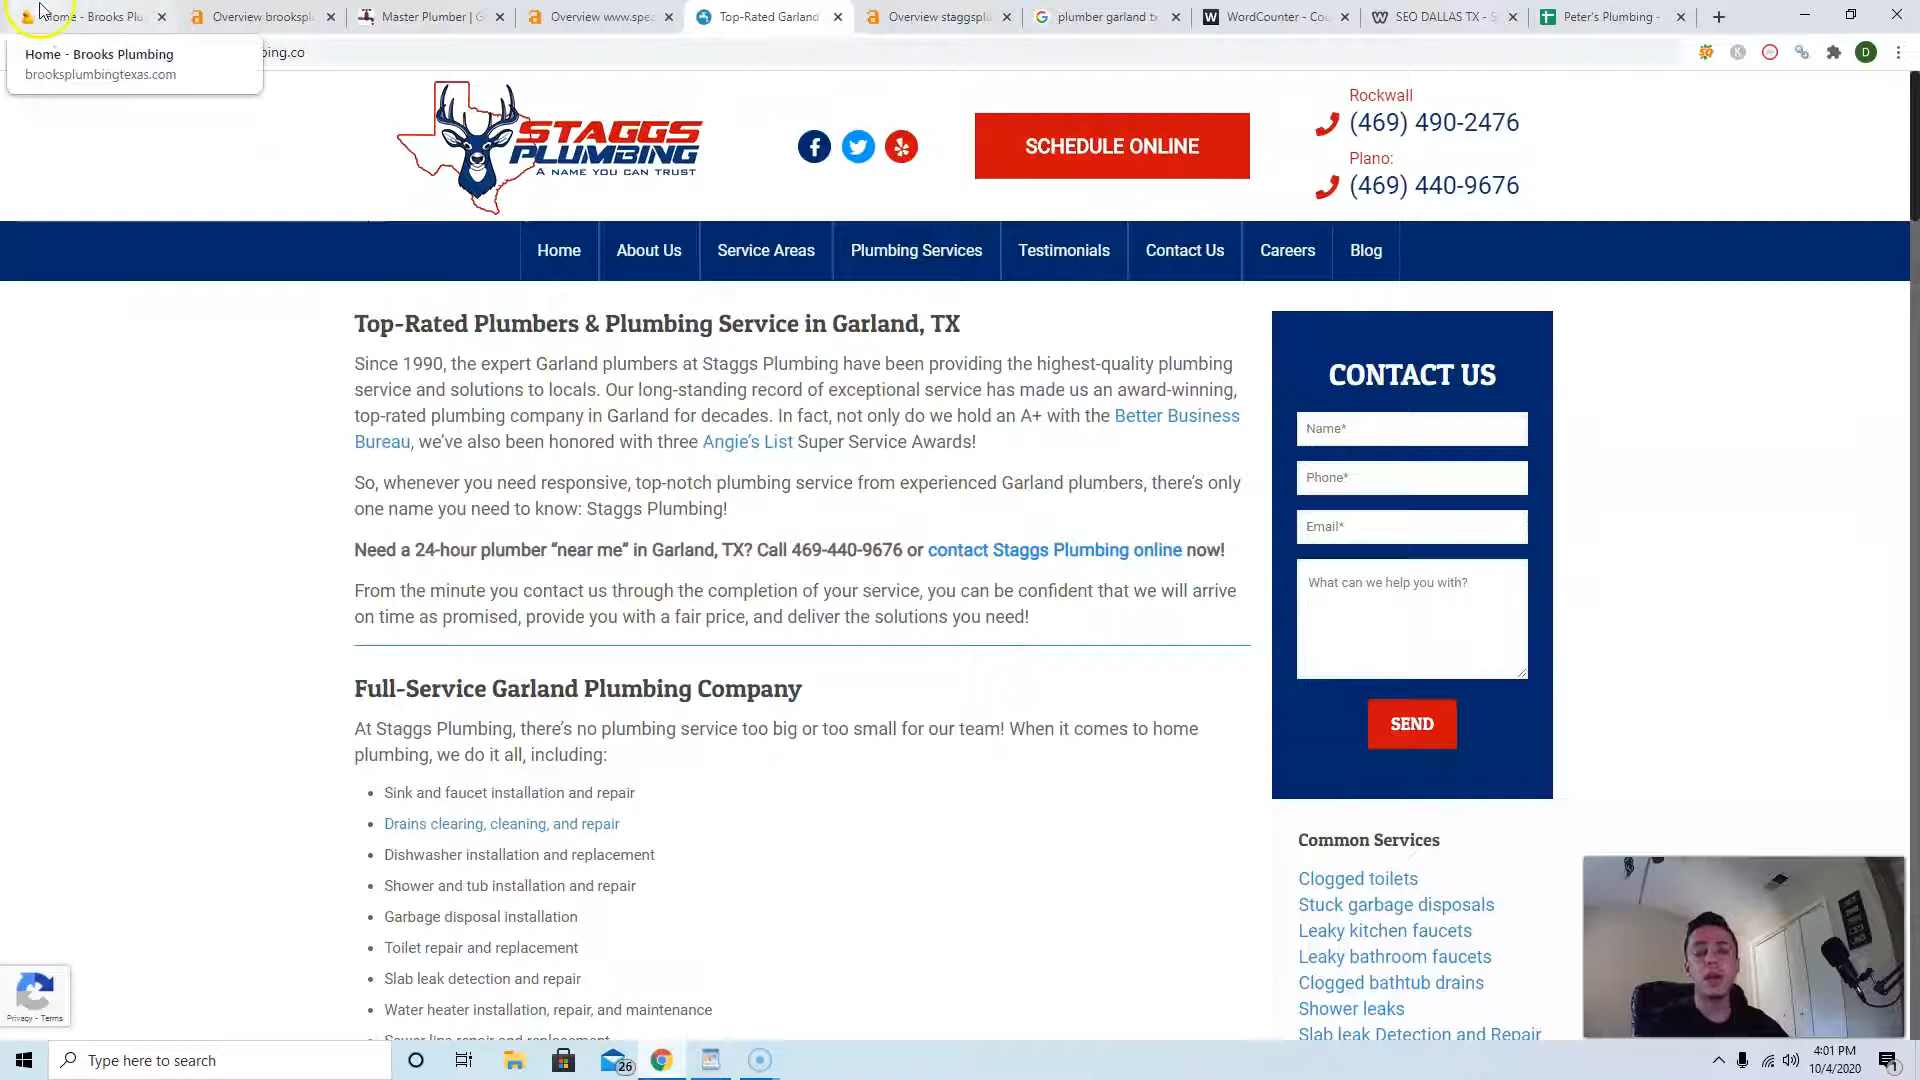 Home - Brooks Plu
Overview brookspl
Master Plumber | G
Overview www.spe
Top-Rated Garland
Overview staggsplu
plumber garland tx
WordCounter - Cou
SEO DALLAS TX - S
Peter's Plumbing -
bing.co
Home - Brooks Plumbing
brooksplumbingtexas.com
D
STAGGS
PLUMBING
A NAME YOU CAN TRUST
SCHEDULE ONLINE
Rockwall
(469) 490-2476
Plano:
(469) 440-9676
Home
About Us
Service Areas
Plumbing Services
Testimonials
Contact Us
Careers
Blog
Top-Rated Plumbers & Plumbing Service in Garland, TX
Since 1990, the expert Garland plumbers at Staggs Plumbing have been providing the highest-quality plumbing
service and solutions to locals. Our long-standing record of exceptional service has made us an award-winning,
top-rated plumbing company in Garland for decades. In fact, not only do we hold an A+ with the Better Business
Bureau, we've also been honored with three Angie's List Super Service Awards!
So, whenever you need responsive, top-notch plumbing service from experienced Garland plumbers, there's only
one name you need to know: Staggs Plumbing!
Need a 24-hour plumber “near me” in Garland, TX? Call 469-440-9676 or contact Staggs Plumbing online now!
From the minute you contact us through the completion of your service, you can be confident that we will arrive
on time as promised, provide you with a fair price, and deliver the solutions you need!
Full-Service Garland Plumbing Company
At Staggs Plumbing, there's no plumbing service too big or too small for our team! When it comes to home
plumbing, we do it all, including:
Sink and faucet installation and repair
Drains clearing, cleaning, and repair
Dishwasher installation and replacement
Shower and tub installation and repair
Garbage disposal installation
Toilet repair and replacement
Slab leak detection and repair
Water heater installation, repair, and maintenance
Sewer line repair and replacement
CONTACT US
Name*
Phone*
Email*
What can we help you with?
SEND
Common Services
Clogged toilets
Stuck garbage disposals
Leaky kitchen faucets
Leaky bathroom faucets
Clogged bathtub drains
Shower leaks
Slab leak Detection and Repair
Privacy - Terms
Type here to search
26
4:01 PM
10/4/2020
1